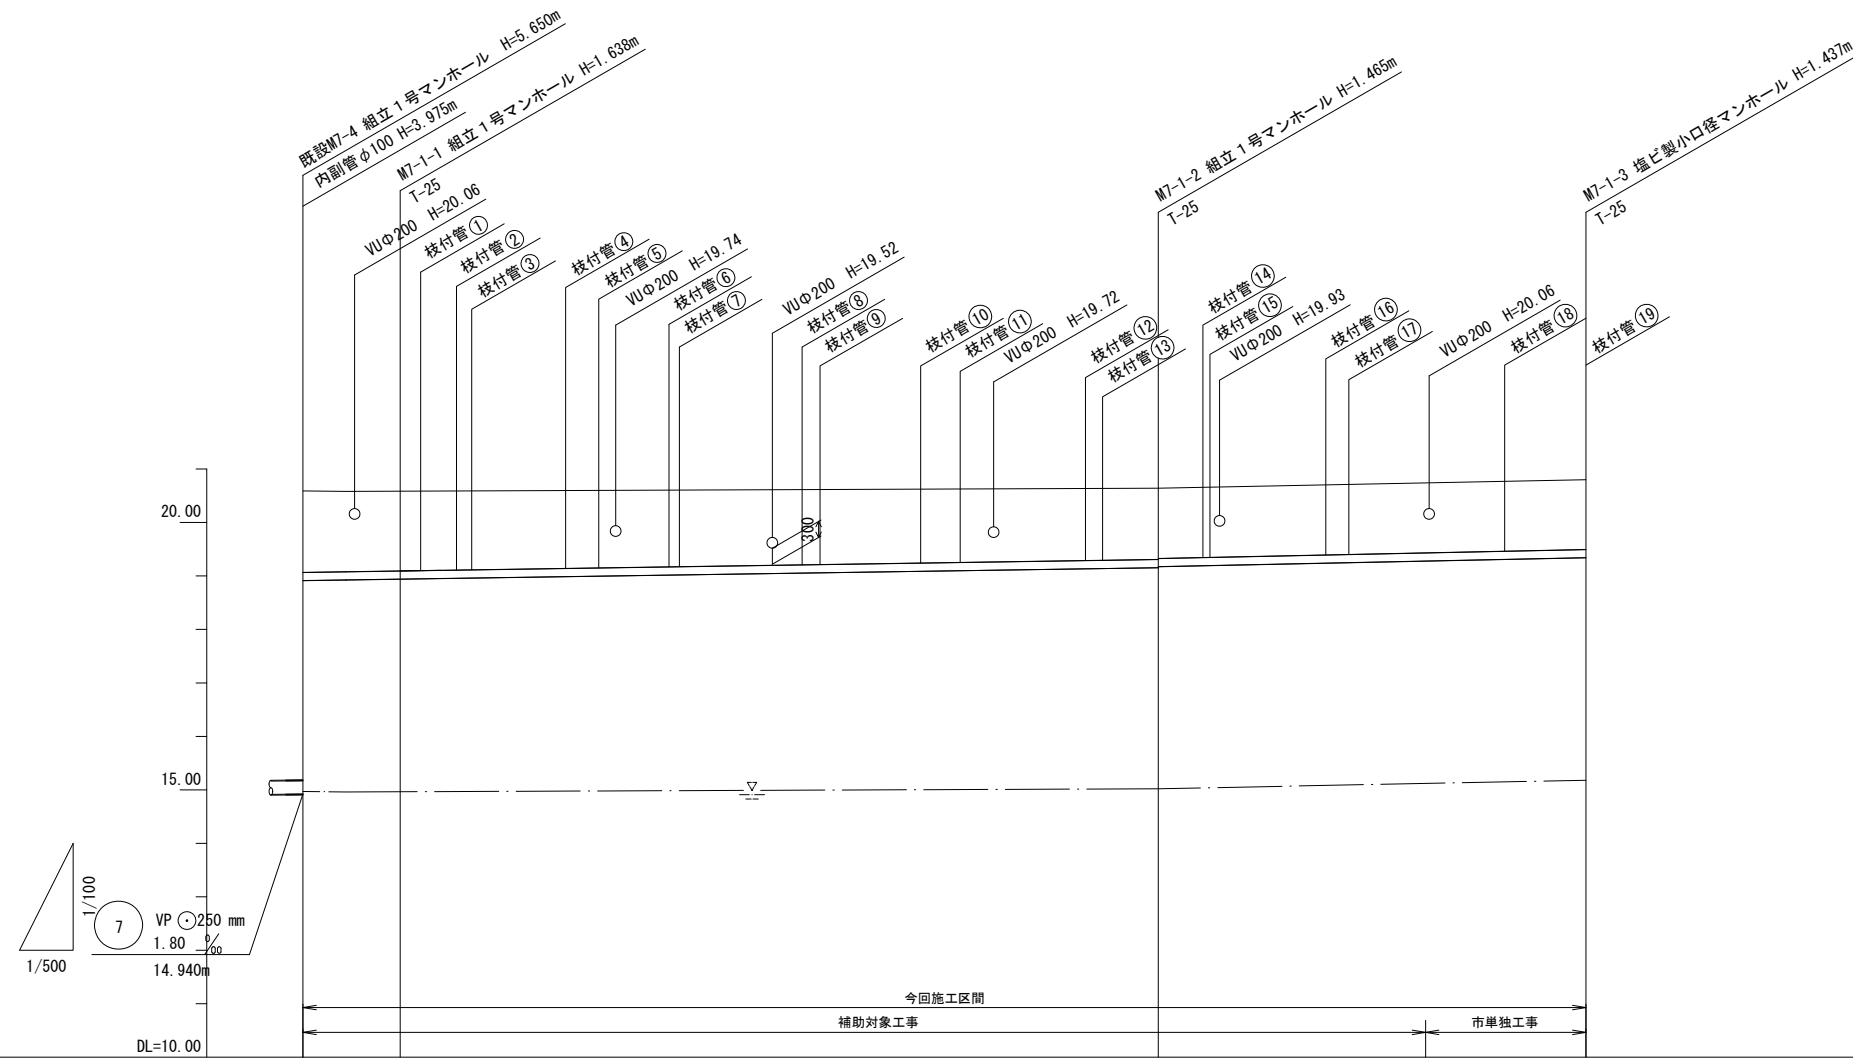 既設M7-4 組立1号マンホール H=5.650m
内副管φ100 H=3.975m
M7-1-1 組立1号マンホール H=1.638m
T-25
VUΦ200 H=20.06
枝付管①
枝付管②
枝付管③
枝付管④
枝付管⑤
VUΦ200 H=19.74
枝付管⑥
枝付管⑦
VUΦ200 H=19.52
枝付管⑧
枝付管⑨
枝付管⑩
枝付管⑪
VUΦ200 H=19.72
枝付管⑫
枝付管⑬
M7-1-2 組立1号マンホール H=1.465m
T-25
枝付管⑭
枝付管⑮
VUΦ200 H=19.93
枝付管⑯
枝付管⑰
VUΦ200 H=20.06
枝付管⑱
M7-1-3 塩ビ製小口径マンホール H=1.437m
T-25
枝付管⑲
300
20.00
15.00
1/100
1/500
7
VP ⊙250 mm
1.80 0/00
14.940m
今回施工区間
補助対象工事
市単独工事
DL=10.00